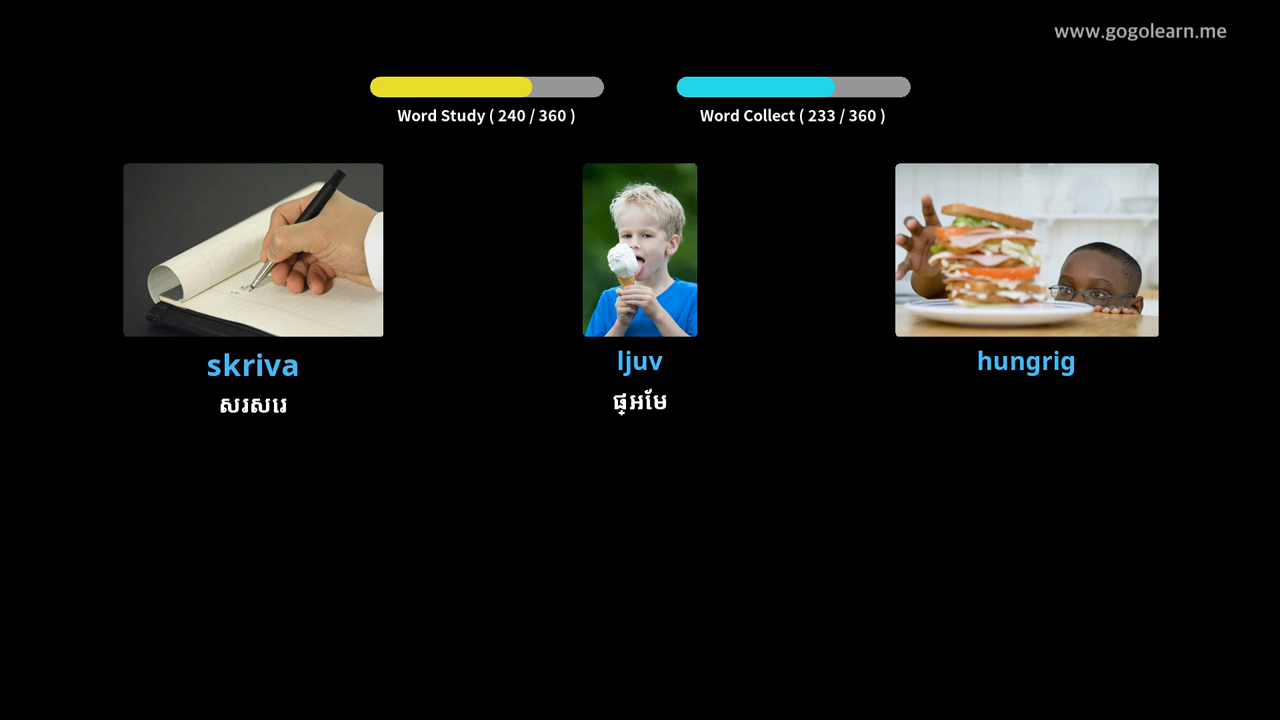 www.gogolearn.me
Word Study ( 240 / 360 )
Word Collect ( 233 / 360 )
skriva
ljuv
hungrig
សរសរេ
ផ្អមែ